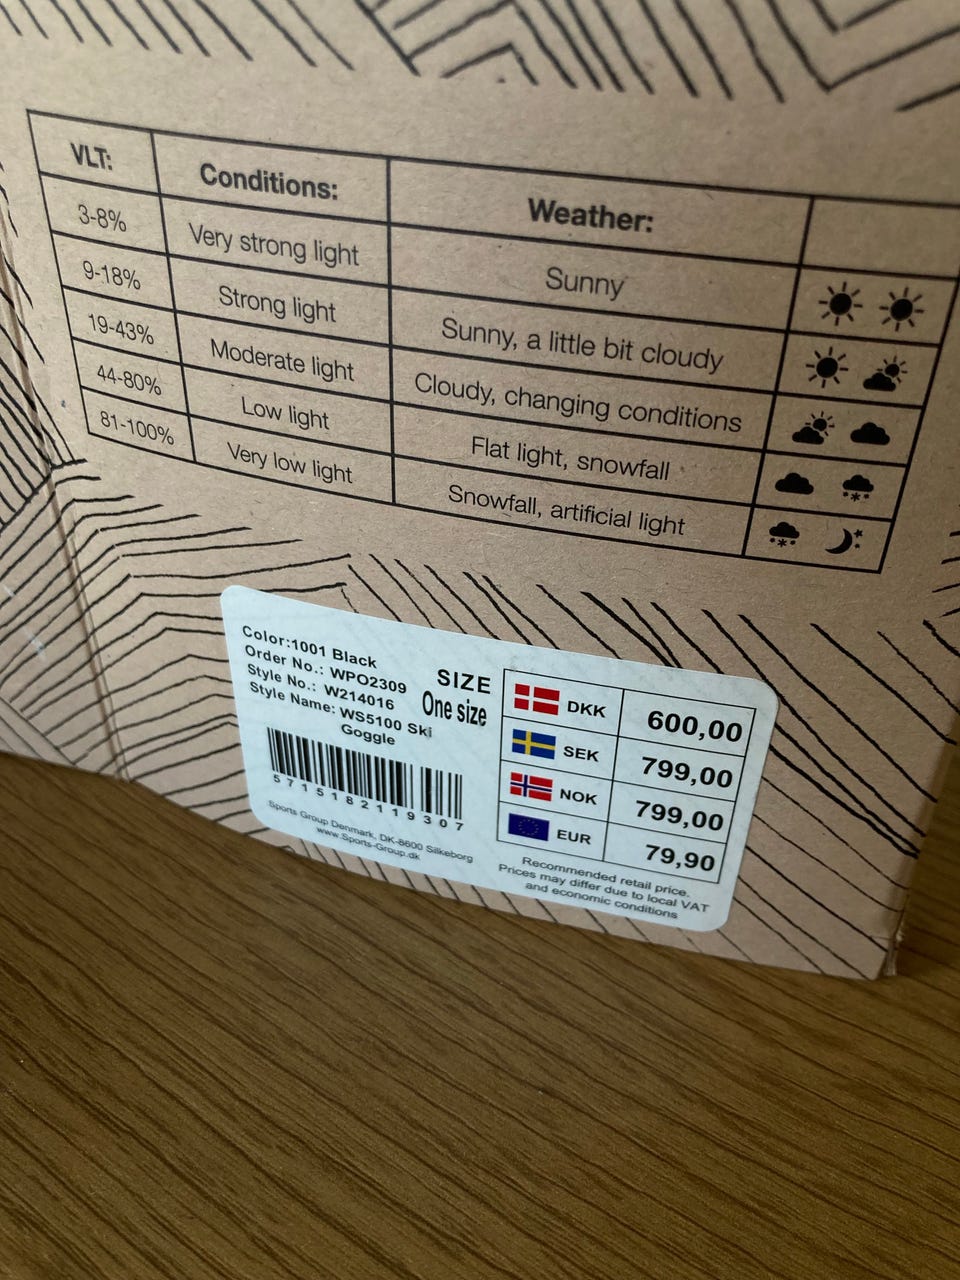 VLT: Conditions: Weather:
3-8% Very strong light Sunny
9-18% Strong light Sunny, a little bit cloudy
19-43% Moderate light Cloudy, changing conditions
44-80% Low light Flat light, snowfall
81-100% Very low light Snowfall, artificial light
Color:1001 Black
Order No.: WPO2309
Style No.: W214016
Style Name: WS5100 Ski
Goggle
SIZE
One size
5715182119307
Sports Group Denmark, DK-8600 Silkeborg
www.Sports-Group.dk
DKK 600,00
SEK 799,00
NOK 799,00
EUR 79,90
Recommended retail price.
Prices may differ due to local VAT
and economic conditions